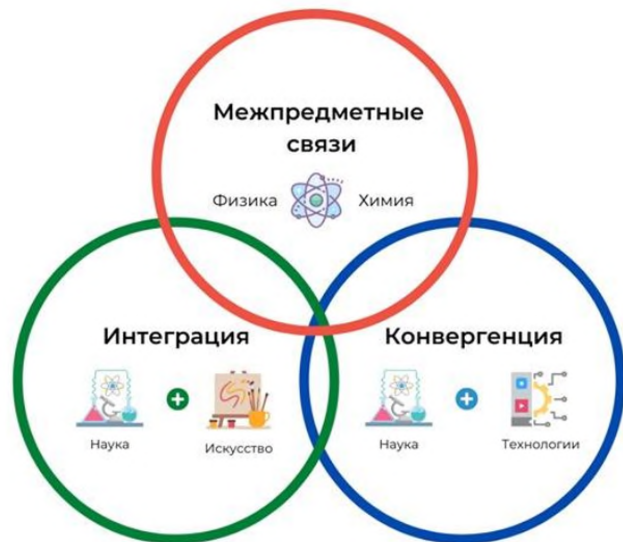 Межпредметные
связи
Физика Химия
Интеграция
Конвергенция
Наука
Искусство
Наука
Технологии